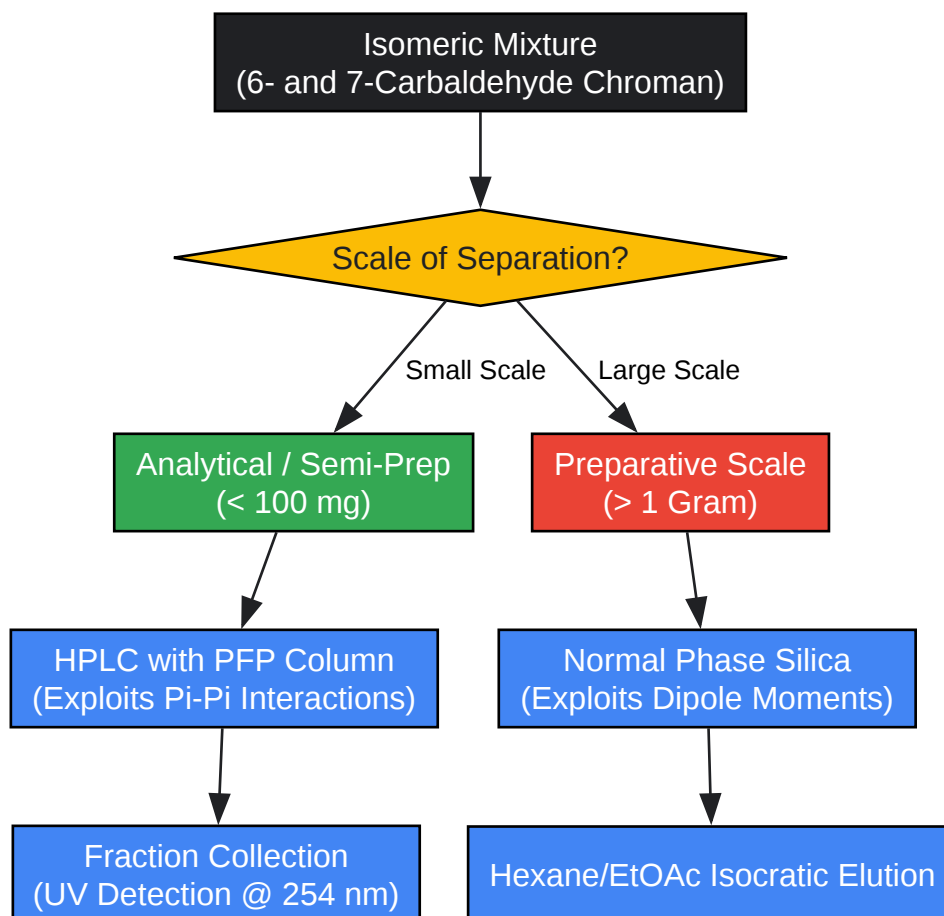 Isomeric Mixture
(6- and 7-Carbaldehyde Chroman)
Scale of Separation?
Small Scale
Large Scale
Analytical / Semi-Prep
(< 100 mg)
Preparative Scale
(> 1 Gram)
HPLC with PFP Column
(Exploits Pi-Pi Interactions)
Normal Phase Silica
(Exploits Dipole Moments)
Fraction Collection
(UV Detection @ 254 nm)
Hexane/EtOAc Isocratic Elution